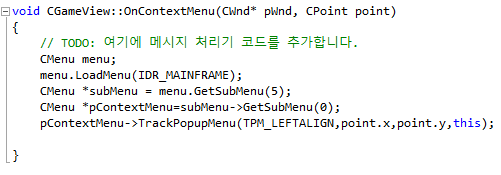 void CGameView::OnContextMenu(CWnd* pWnd, CPoint point)
{
// TODO: 여기에 메시지 처리기 코드를 추가합니다.
CMenu menu;
menu.LoadMenu(IDR_MAINFRAME);
CMenu *subMenu = menu.GetSubMenu(5);
CMenu *pContextMenu=subMenu->GetSubMenu(0);
pContextMenu->TrackPopupMenu(TPM_LEFTALIGN,point.x,point.y,this);
}